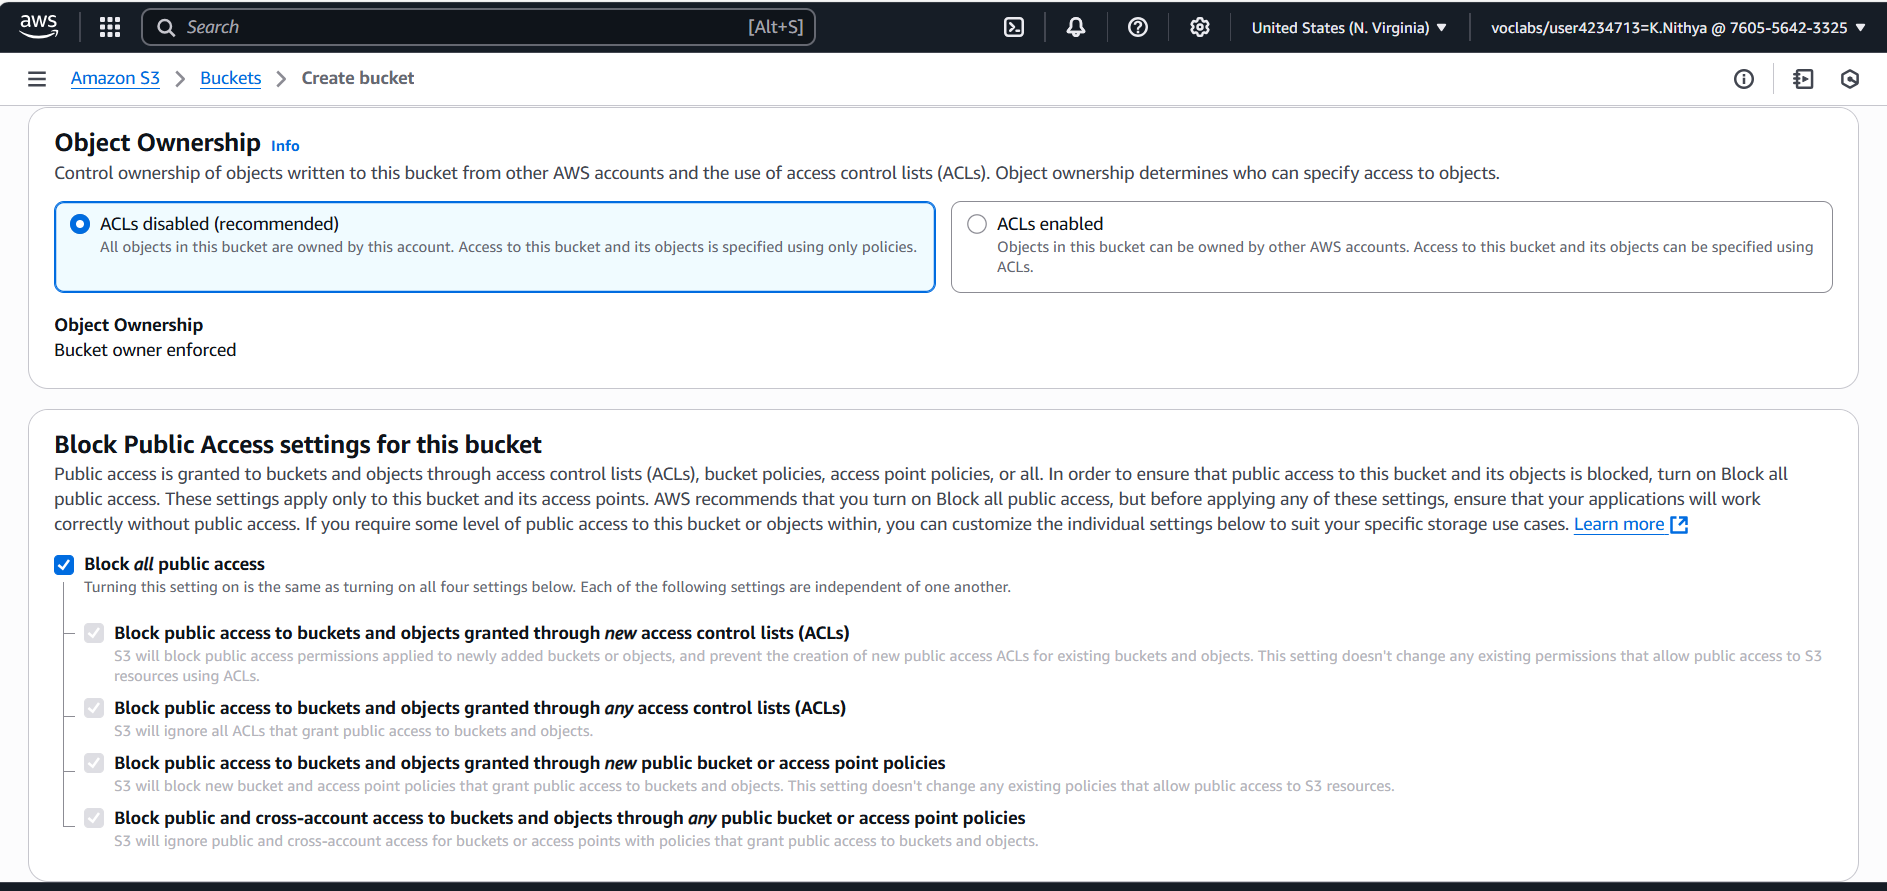 aws
Search [Alt+S]
United States (N. Virginia) voclabs/user4234713=K.Nithya @ 7605-5642-3325
Amazon S3 Buckets Create bucket
Object Ownership Info
Control ownership of objects written to this bucket from other AWS accounts and the use of access control lists (ACLs). Object ownership determines who can specify access to objects.
ACLs disabled (recommended)
All objects in this bucket are owned by this account. Access to this bucket and its objects is specified using only policies.
ACLs enabled
Objects in this bucket can be owned by other AWS accounts. Access to this bucket and its objects can be specified using
ACLs.
Object Ownership
Bucket owner enforced
Block Public Access settings for this bucket
Public access is granted to buckets and objects through access control lists (ACLs), bucket policies, access point policies, or all. In order to ensure that public access to this bucket and its objects is blocked, turn on Block all
public access. These settings apply only to this bucket and its access points. AWS recommends that you turn on Block all public access, but before applying any of these settings, ensure that your applications will work
correctly without public access. If you require some level of public access to this bucket or objects within, you can customize the individual settings below to suit your specific storage use cases. Learn more
Block all public access
Turning this setting on is the same as turning on all four settings below. Each of the following settings are independent of one another.
Block public access to buckets and objects granted through new access control lists (ACLs)
S3 will block public access permissions applied to newly added buckets or objects, and prevent the creation of new public access ACLs for existing buckets and objects. This setting doesn't change any existing permissions that allow public access to S3
resources using ACLs.
Block public access to buckets and objects granted through any access control lists (ACLs)
S3 will ignore all ACLs that grant public access to buckets and objects.
Block public access to buckets and objects granted through new public bucket or access point policies
S3 will block new bucket and access point policies that grant public access to buckets and objects. This setting doesn't change any existing policies that allow public access to S3 resources.
Block public and cross-account access to buckets and objects through any public bucket or access point policies
S3 will ignore public and cross-account access for buckets or access points with policies that grant public access to buckets and objects.